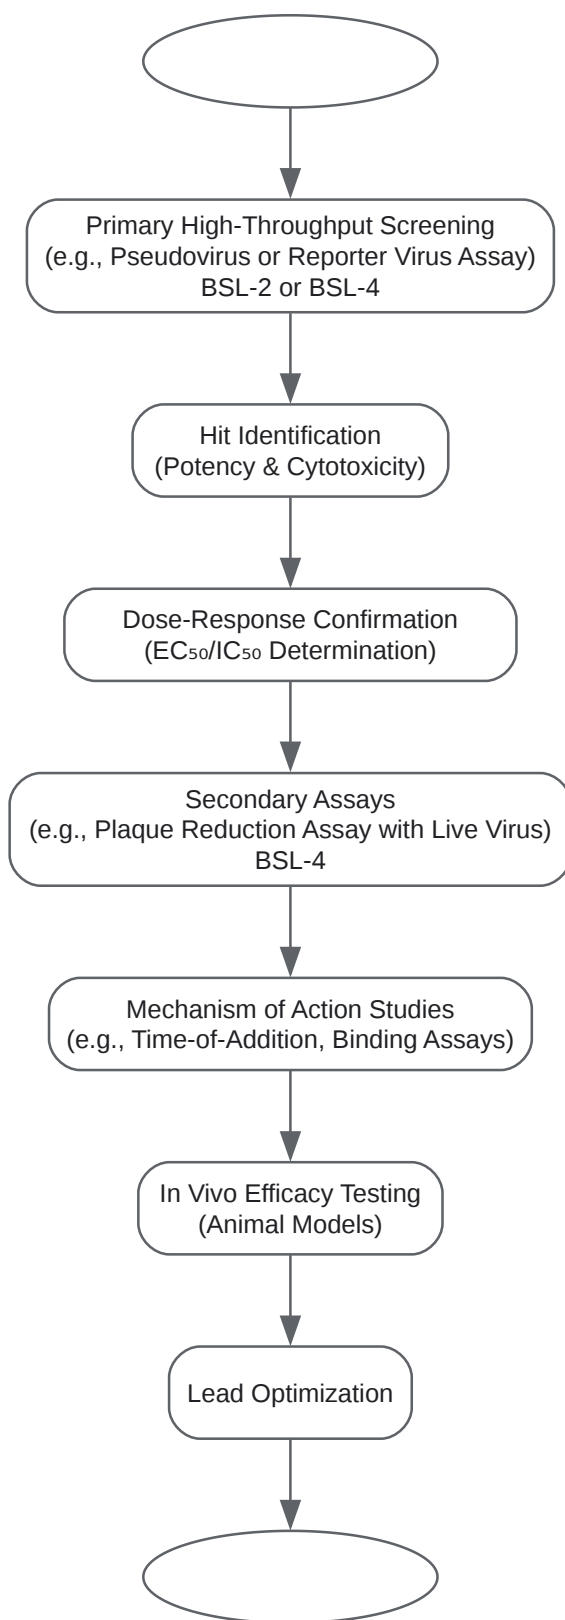 Primary High-Throughput Screening
(e.g., Pseudovirus or Reporter Virus Assay)
BSL-2 or BSL-4
Hit Identification
(Potency & Cytotoxicity)
Dose-Response Confirmation
(EC₅₀/IC₅₀ Determination)
Secondary Assays
(e.g., Plaque Reduction Assay with Live Virus)
BSL-4
Mechanism of Action Studies
(e.g., Time-of-Addition, Binding Assays)
In Vivo Efficacy Testing
(Animal Models)
Lead Optimization